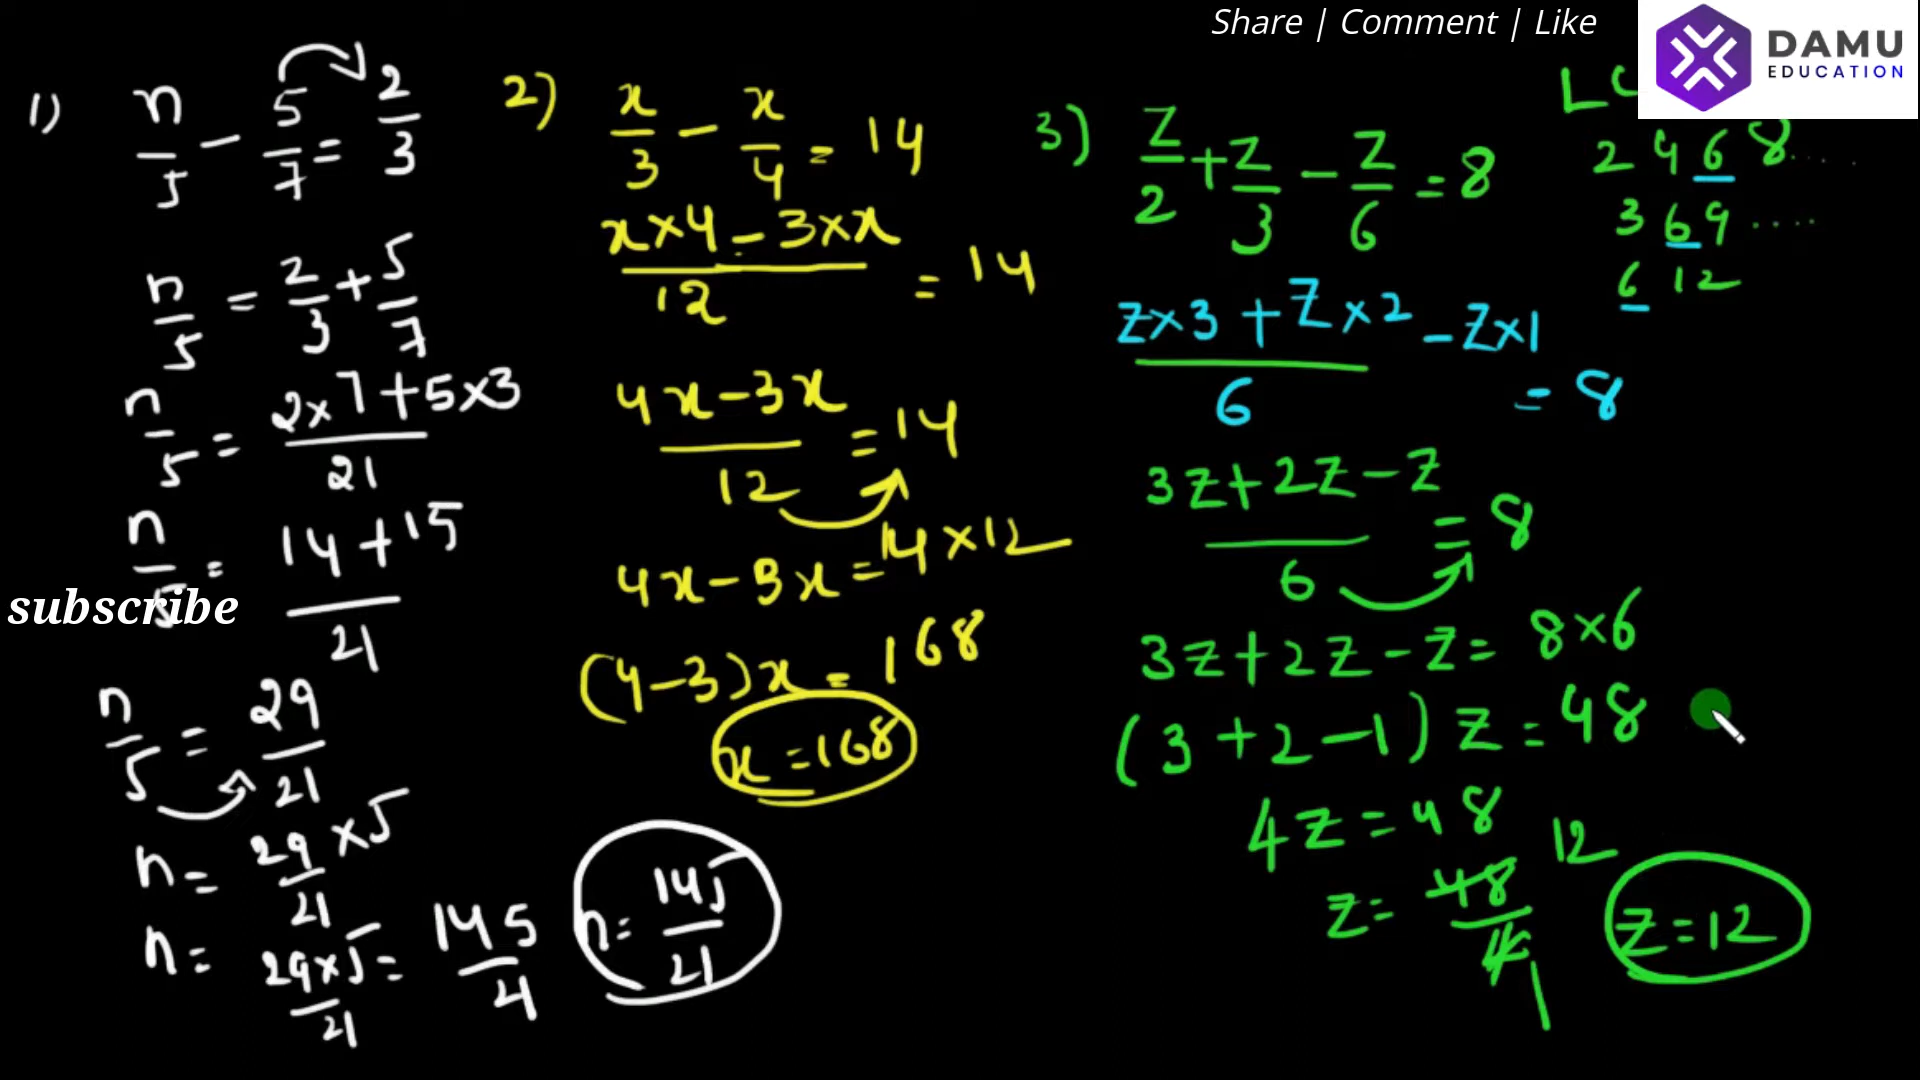 Share | Comment | Like
DAMU
EDUCATION
subscribe
1) n/5 - 5/7 = 2/3
n/5 = 2/3 + 5/7
n/5 = 2×7+5×3/21
n/5 = 14+15/21
n/5 = 29/21
n = 29/21 ×5
n = 29×5/21 = 145/21
n = 145/21
2) x/3 - x/4 = 14
x×4 - 3×x/12 = 14
4x-3x/12 = 14
4x-3x = 14×12
(4-3)x = 168
x = 168
3) z/2 + z/3 - z/6 = 8
z×3 + z×2 - z×1/6 = 8
3z+2z-z/6 = 8
3z+2z-z = 8×6
(3+2-1) z = 48
4z = 48
z = 48/4 12 1
z = 12
2 4 6 8.....
3 6 9 ....
6 12